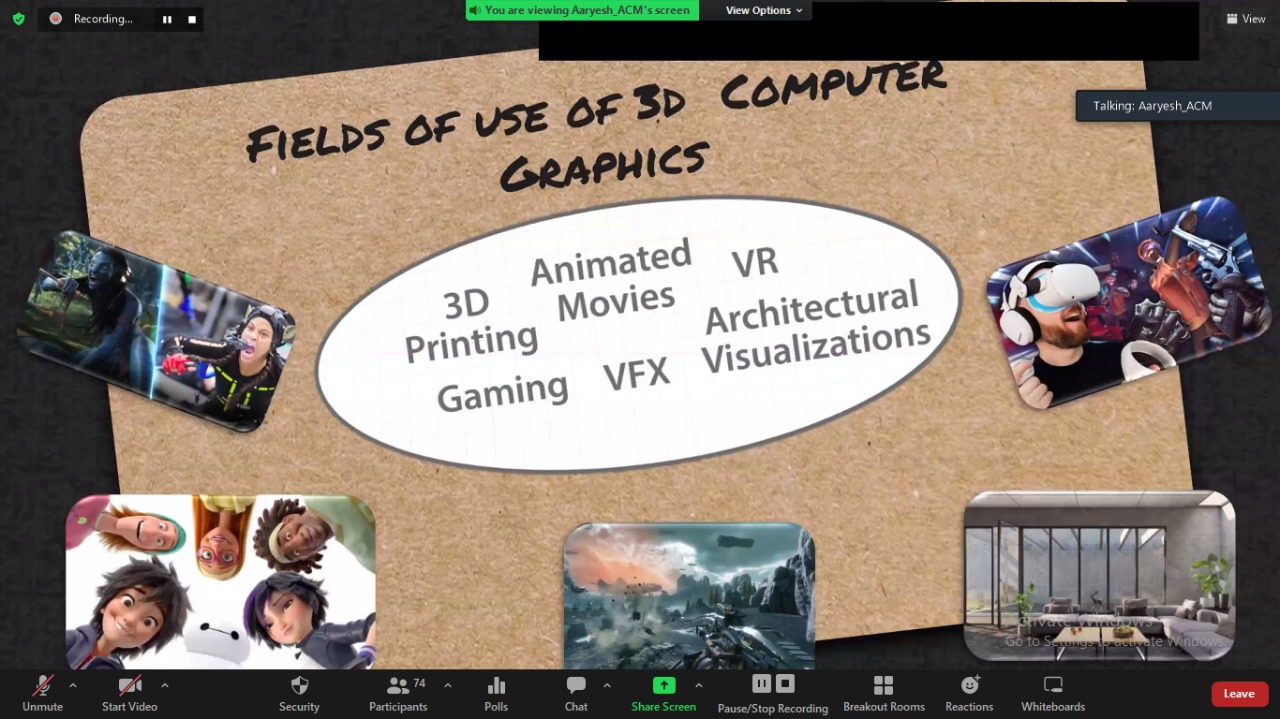 Recording...
You are viewing Aaryesh_ACM's screen
View Options
View
Talking: Aaryesh_ACM
FIELDS OF USE OF 3D COMPUTER
GRAPHICS
3D
Printing
Animated
Movies
VR
Architectural
Visualizations
Gaming
VFX
Activate Windows
Go to Settings to activate Windows.
Unmute
Start Video
Security
74
Participants
Polls
Chat
Share Screen
Pause/Stop Recording
Breakout Rooms
Reactions
Whiteboards
Leave